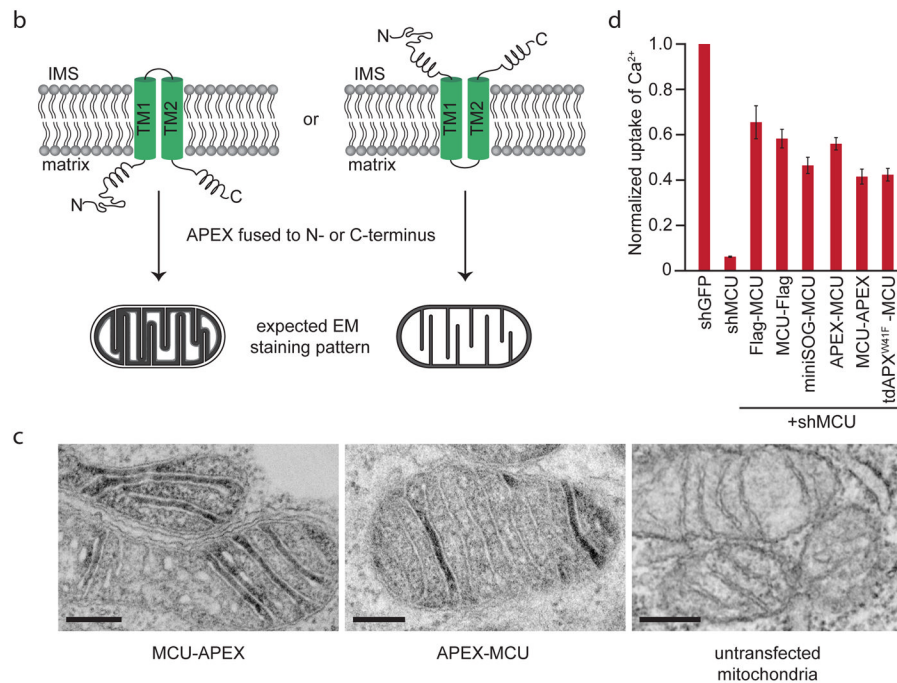 b
N
C
IMS
TM1
TM2
matrix
N
C
or
IMS
TM1
TM2
matrix
N
C
APEX fused to N- or C-terminus
expected EM
staining pattern
d
Normalized uptake of Ca²⁺
1.0
0.8
0.6
0.4
0.2
0
shGFP
shMCU
Flag-MCU
MCU-Flag
miniSOG-MCU
APEX-MCU
MCU-APEX
tdAPX^W41F -MCU
+shMCU
c
MCU-APEX
APEX-MCU
untransfected
mitochondria